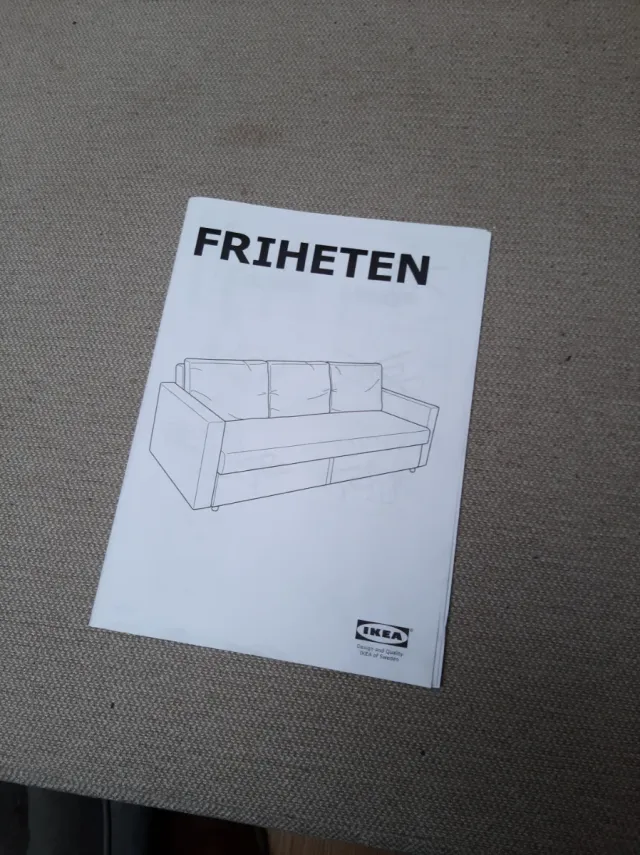 FRIHETEN
IKEA®
Design and Quality
IKEA of Sweden